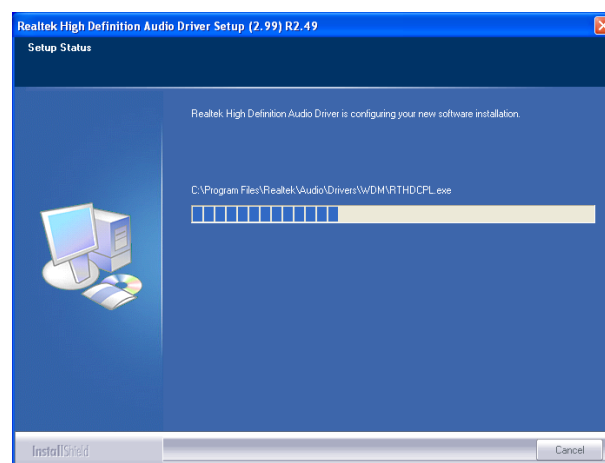 Realtek High Definition Audio Driver Setup (2.99) R2.49
Setup Status
Realtek High Definition Audio Driver is configuring your new software installation.
C:\Program Files\Realtek\Audio\Drivers\WDM\RTHDCPL.exe
InstallShield
Cancel